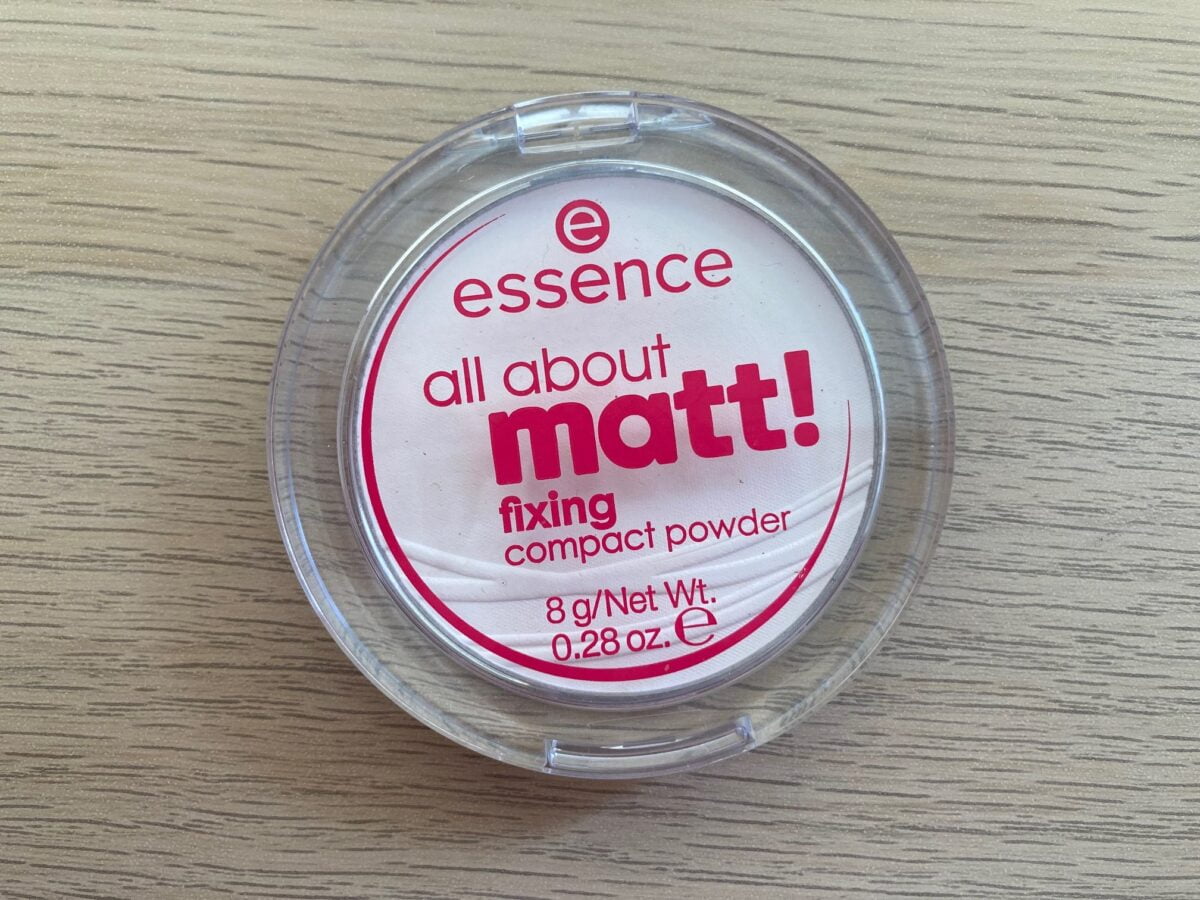 e
essence
all about
matt!
fixing
compact powder
8 g/Net Wt.
0.28 oz. ℮